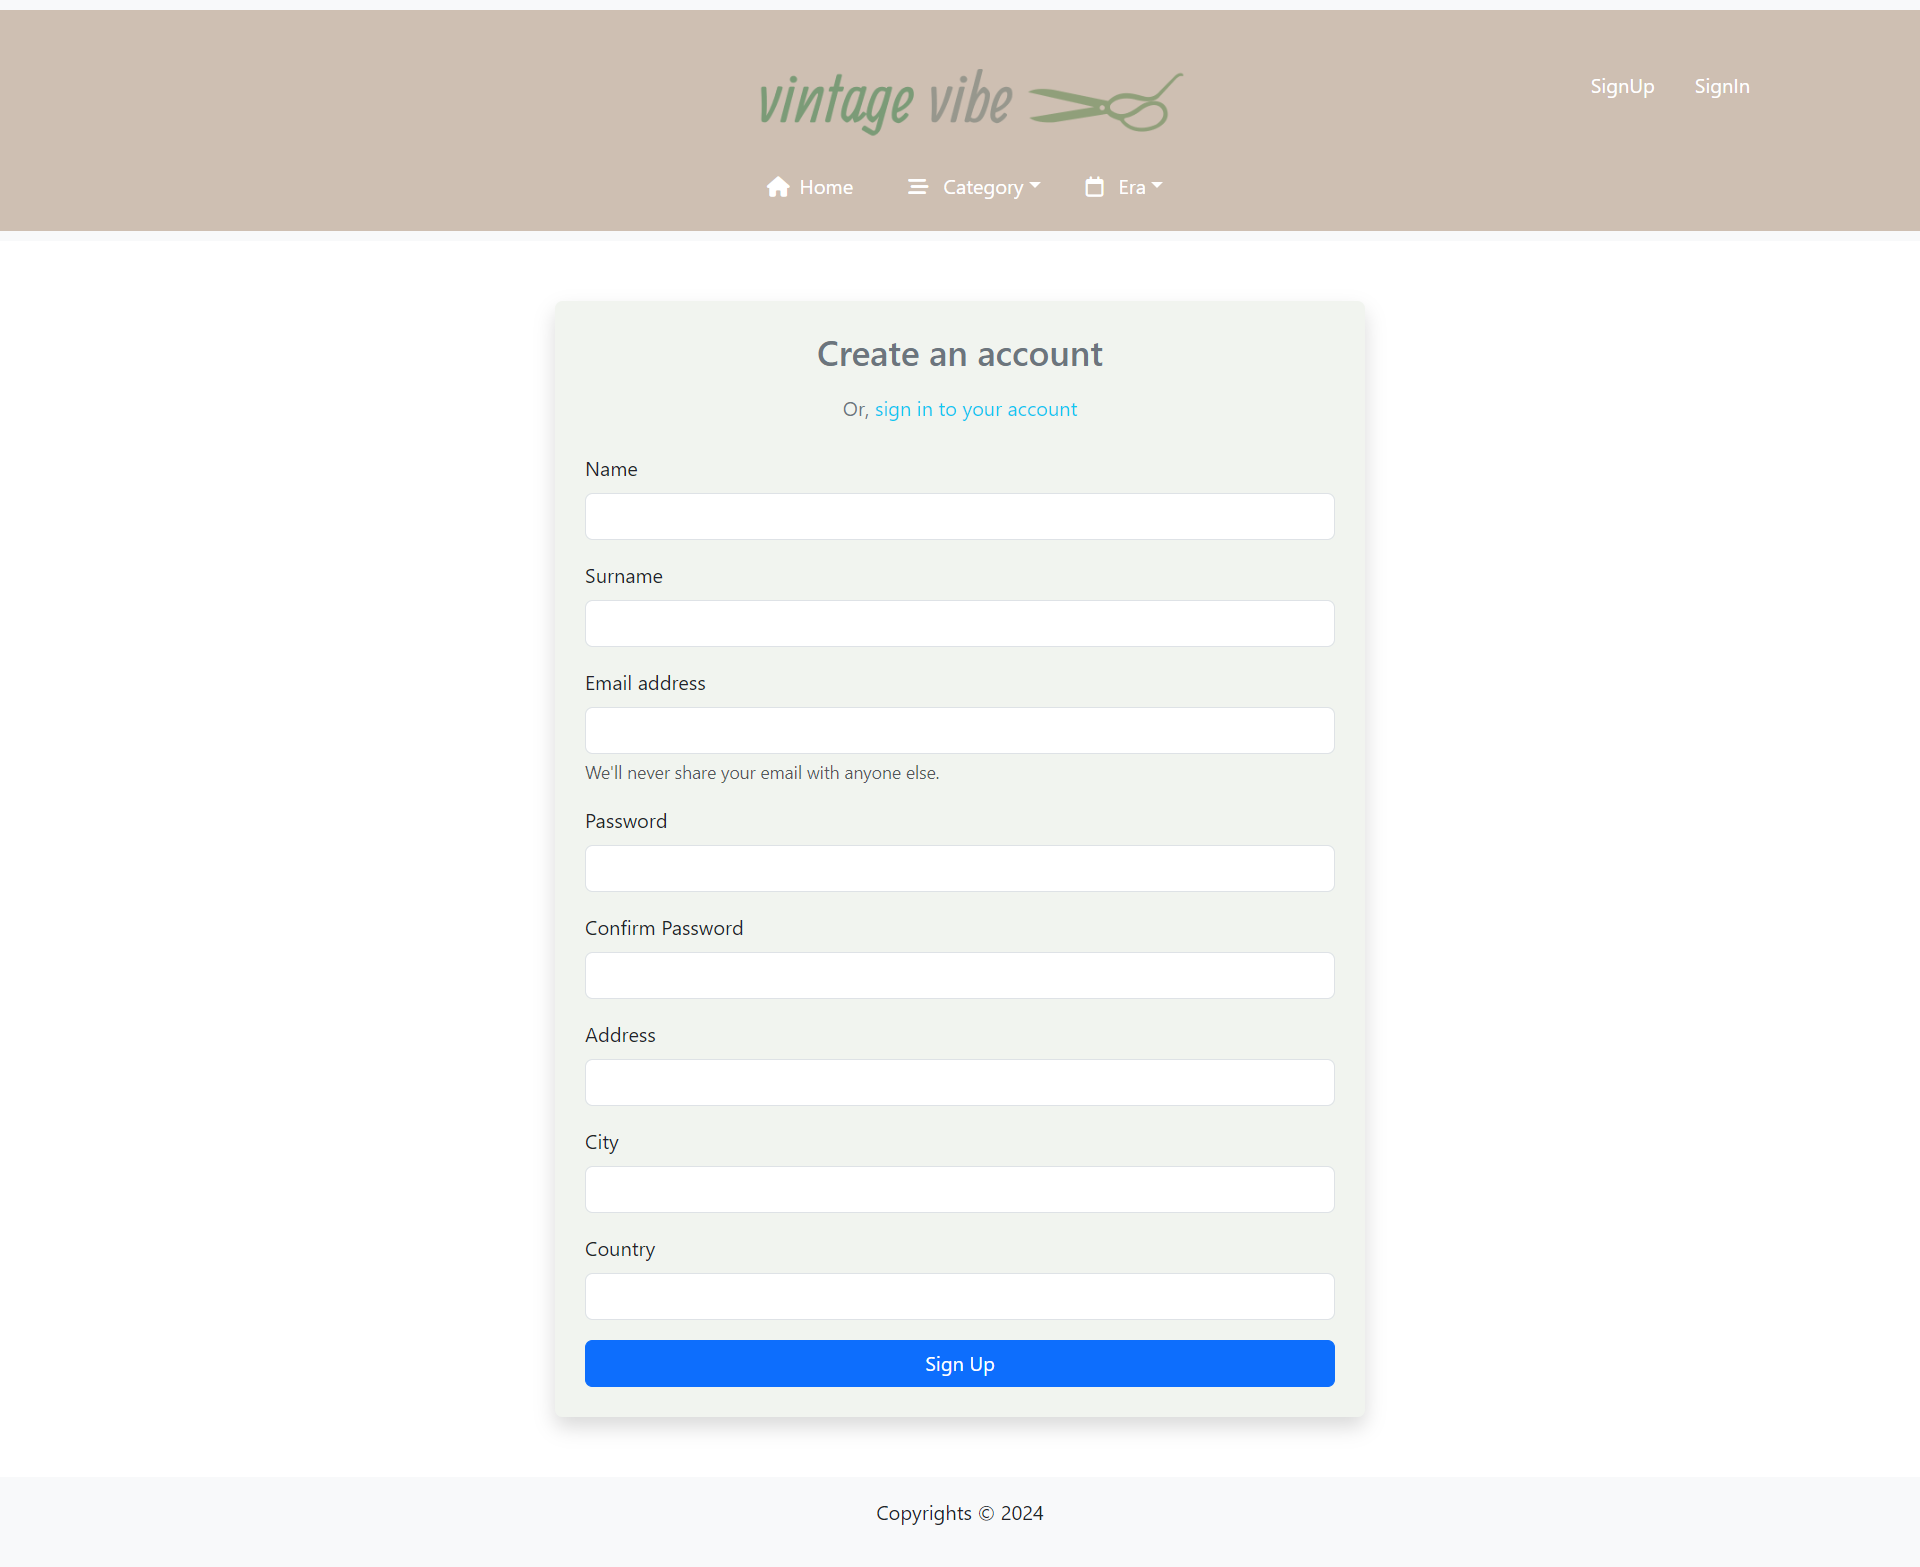 vintage vibe
SignUp SignIn
Home Category Era
Create an account
Or, sign in to your account
Name
Surname
Email address
We'll never share your email with anyone else.
Password
Confirm Password
Address
City
Country
Sign Up
Copyrights © 2024